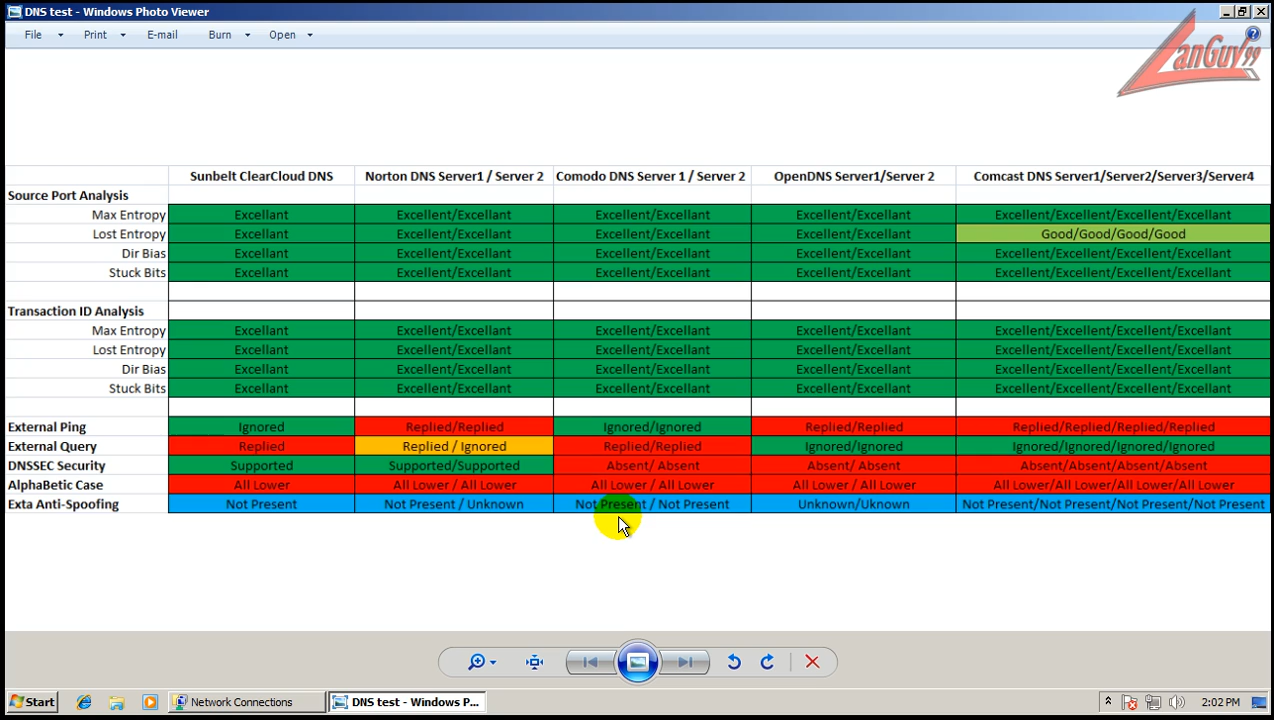 DNS test - Windows Photo Viewer
File Print E-mail Burn Open
LanGuy99
Sunbelt ClearCloud DNS Norton DNS Server1 / Server 2 Comodo DNS Server 1 / Server 2 OpenDNS Server1/Server 2 Comcast DNS Server1/Server2/Server3/Server4
Source Port Analysis
Max Entropy Excellant Excellent/Excellant Excellent/Excellant Excellent/Excellant Excellent/Excellant/Excellent/Excellant
Lost Entropy Excellant Excellent/Excellant Excellent/Excellant Excellent/Excellant Good/Good/Good/Good
Dir Bias Excellant Excellent/Excellant Excellent/Excellant Excellent/Excellant Excellent/Excellant/Excellent/Excellant
Stuck Bits Excellant Excellent/Excellant Excellent/Excellant Excellent/Excellant Excellent/Excellant/Excellent/Excellant
Transaction ID Analysis
Max Entropy Excellant Excellent/Excellant Excellent/Excellant Excellent/Excellant Excellent/Excellant/Excellent/Excellant
Lost Entropy Excellant Excellent/Excellant Excellent/Excellant Excellent/Excellant Excellent/Excellant/Excellent/Excellant
Dir Bias Excellant Excellent/Excellant Excellent/Excellant Excellent/Excellant Excellent/Excellant/Excellent/Excellant
Stuck Bits Excellant Excellent/Excellant Excellent/Excellant Excellent/Excellant Excellent/Excellant/Excellent/Excellant
External Ping Ignored Replied/Replied Ignored/Ignored Replied/Replied Replied/Replied/Replied/Replied
External Query Replied Replied / Ignored Replied/Replied Ignored/Ignored Ignored/Ignored/Ignored/Ignored
DNSSEC Security Supported Supported/Supported Absent/ Absent Absent/ Absent Absent/Absent/Absent/Absent
AlphaBetic Case All Lower All Lower / All Lower All Lower / All Lower All Lower / All Lower All Lower/All Lower/All Lower/All Lower
Exta Anti-Spoofing Not Present Not Present / Unknown Not Present / Not Present Unknown/Uknown Not Present/Not Present/Not Present/Not Present
Start Network Connections DNS test - Windows P... 2:02 PM